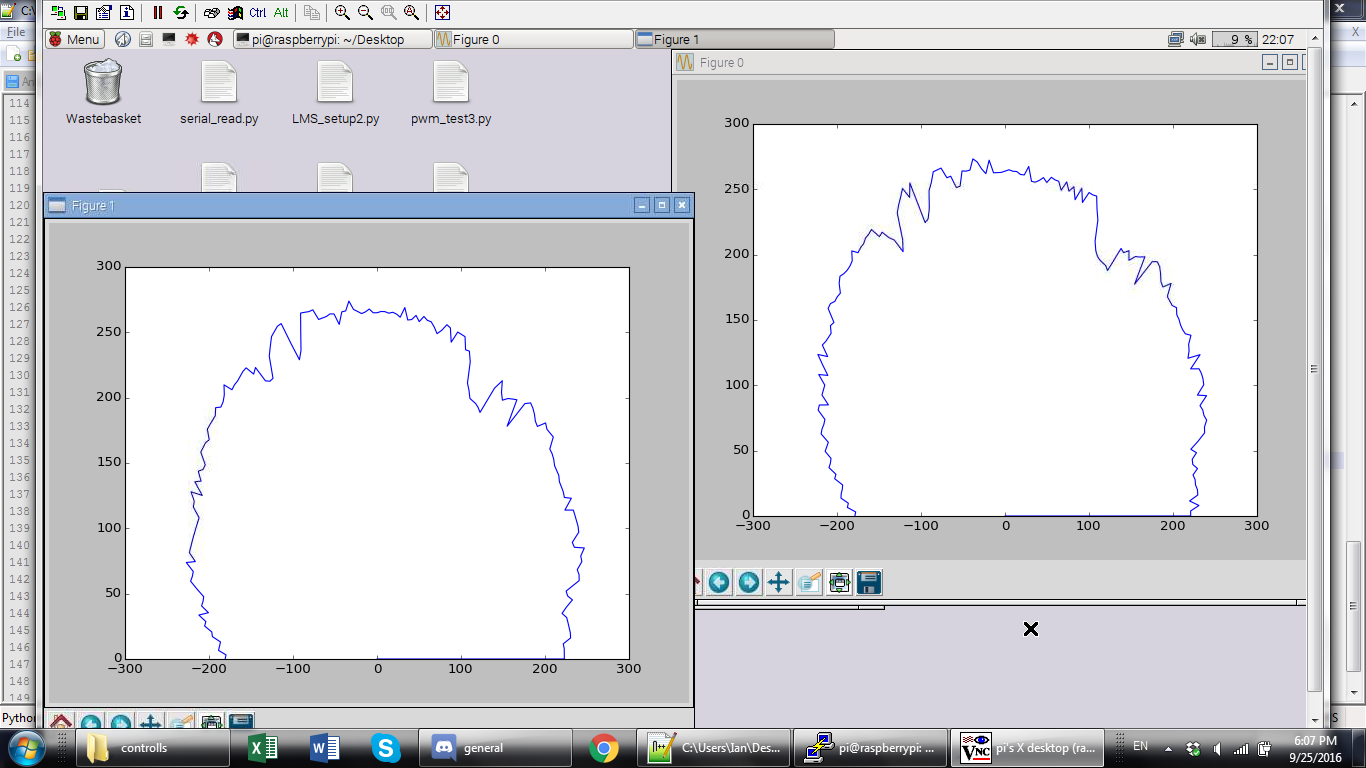 C:\
Ctrl Alt
File
Menu
pi@raspberrypi: ~/Desktop
Figure 0
Figure 1
9 %
22:07
Wastebasket
serial_read.py
LMS_setup2.py
pwm_test3.py
Figure 0
300
250
200
150
100
50
0
−300
−200
−100
0
100
200
300
Figure 1
300
250
200
150
100
50
0
−300
−200
−100
0
100
200
300
114
115
116
117
118
119
120
121
122
123
124
125
126
127
128
129
130
131
132
133
134
135
136
137
138
139
140
141
142
143
144
145
146
147
148
149
Pytho
S
controlls
general
C:\Users\Ian\Des...
pi@raspberrypi: ...
VNC
pi's X desktop (ra...
EN
6:07 PM
9/25/2016